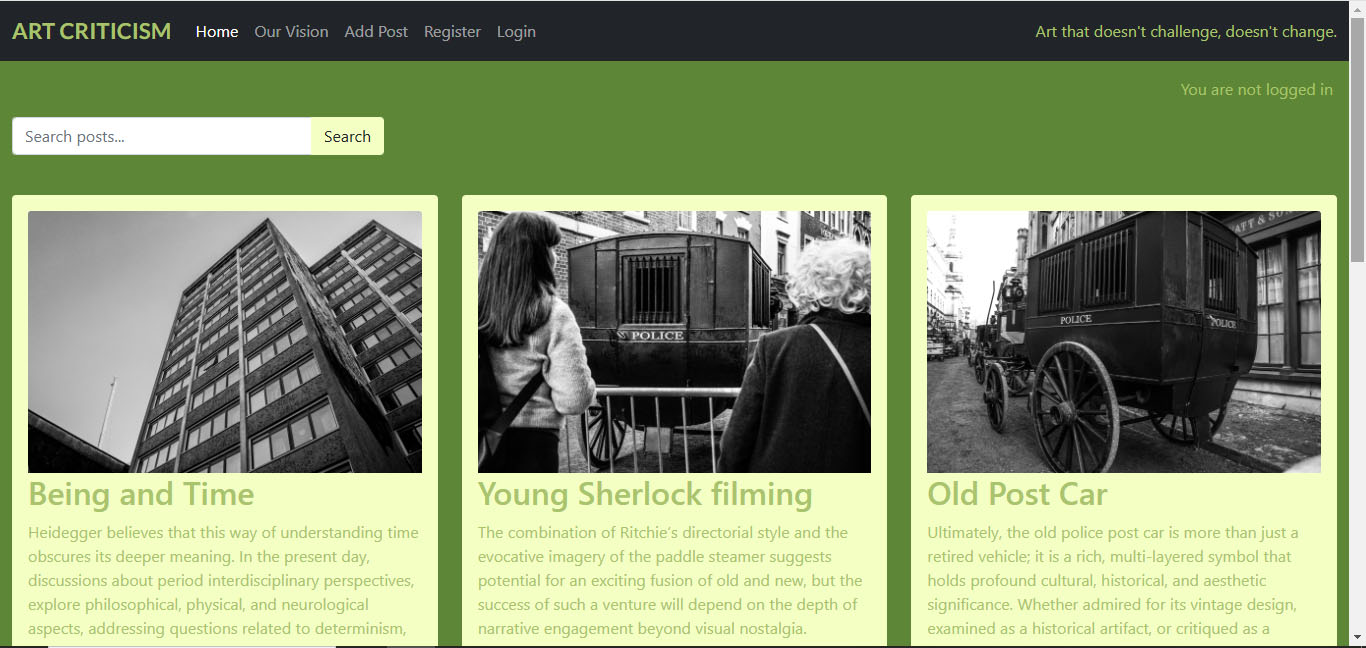 ART CRITICISM Home Our Vision Add Post Register Login Art that doesn't challenge, doesn't change.
You are not logged in
Search posts... Search
POLICE
POLICE
POLICE
Being and Time
Heidegger believes that this way of understanding time
obscures its deeper meaning. In the present day,
discussions about period interdisciplinary perspectives,
explore philosophical, physical, and neurological
aspects, addressing questions related to determinism,
Young Sherlock filming
The combination of Ritchie’s directorial style and the
evocative imagery of the paddle steamer suggests
potential for an exciting fusion of old and new, but the
success of such a venture will depend on the depth of
narrative engagement beyond visual nostalgia.
Old Post Car
Ultimately, the old police post car is more than just a
retired vehicle; it is a rich, multi-layered symbol that
holds profound cultural, historical, and aesthetic
significance. Whether admired for its vintage design,
examined as a historical artifact, or critiqued as a